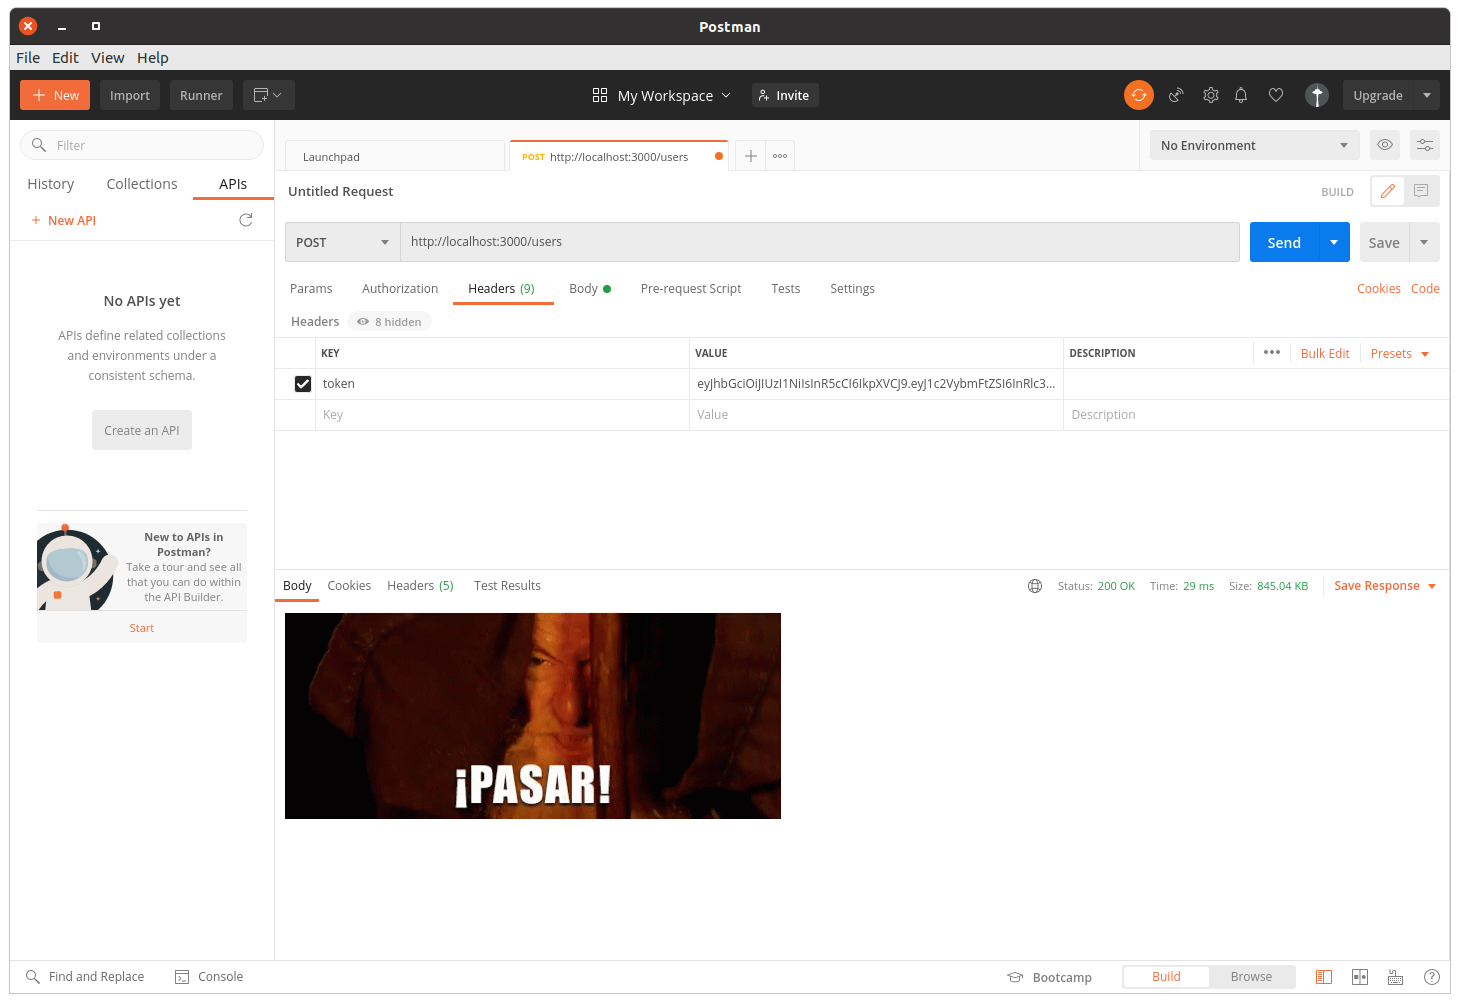 Postman
File Edit View Help
New Import Runner My Workspace Invite Upgrade
Filter
History Collections APIs
+ New API
No APIs yet
APIs define related collections
and environments under a
consistent schema.
Create an API
New to APIs in
Postman?
Take a tour and see all
that you can do within
the API Builder.
Start
Launchpad POST http://localhost:3000/users No Environment
Untitled Request BUILD
POST http://localhost:3000/users Send Save
Params Authorization Headers (9) Body Pre-request Script Tests Settings Cookies Code
Headers 8 hidden
KEY VALUE DESCRIPTION Bulk Edit Presets
token eyJhbGciOiJIUzI1NiIsInR5cCI6IkpXVCJ9.eyJ1c2VybmFtZSI6InRlc3...
Key Value Description
Body Cookies Headers (5) Test Results Status: 200 OK Time: 29 ms Size: 845.04 KB Save Response
¡PASAR!
Find and Replace Console Bootcamp Build Browse